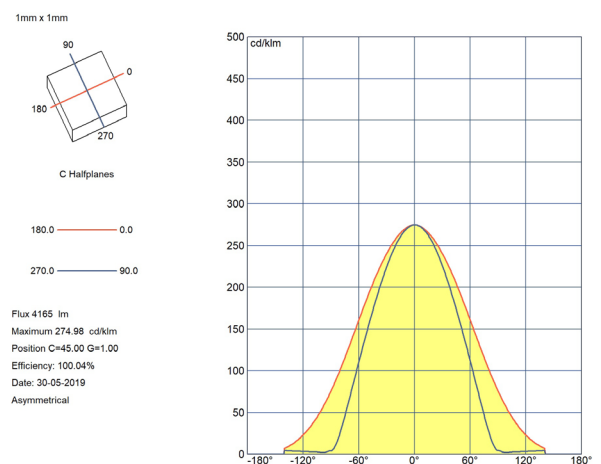 1mm x 1mm
90
0
180
270
C Halfplanes
180.0 0.0
270.0 90.0
Flux 4165 lm
Maximum 274.98 cd/klm
Position C=45.00 G=1.00
Efficiency: 100.04%
Date: 30-05-2019
Asymmetrical
cd/klm
500
450
400
350
300
250
200
150
100
50
0
-180° -120° -60° 0° 60° 120° 180°